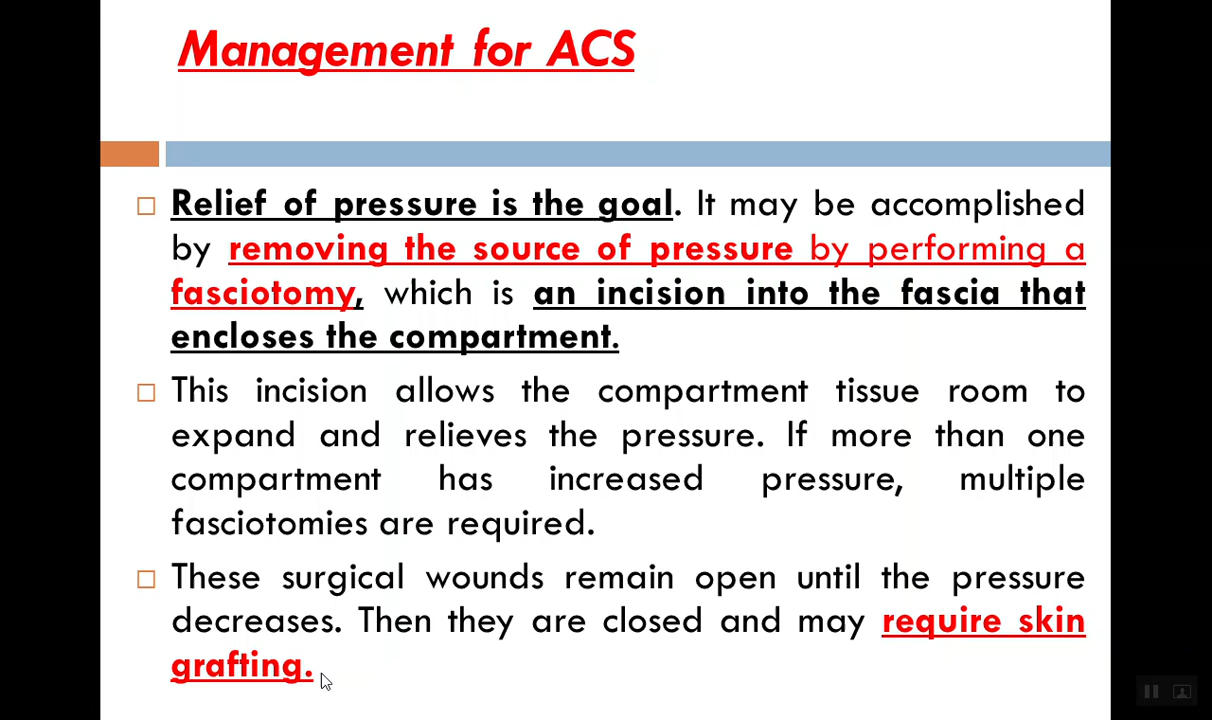 Management for ACS
Relief of pressure is the goal. It may be accomplished
by removing the source of pressure by performing a
fasciotomy, which is an incision into the fascia that
encloses the compartment.
This incision allows the compartment tissue room to
expand and relieves the pressure. If more than one
compartment has increased pressure, multiple
fasciotomies are required.
These surgical wounds remain open until the pressure
decreases. Then they are closed and may require skin
grafting.